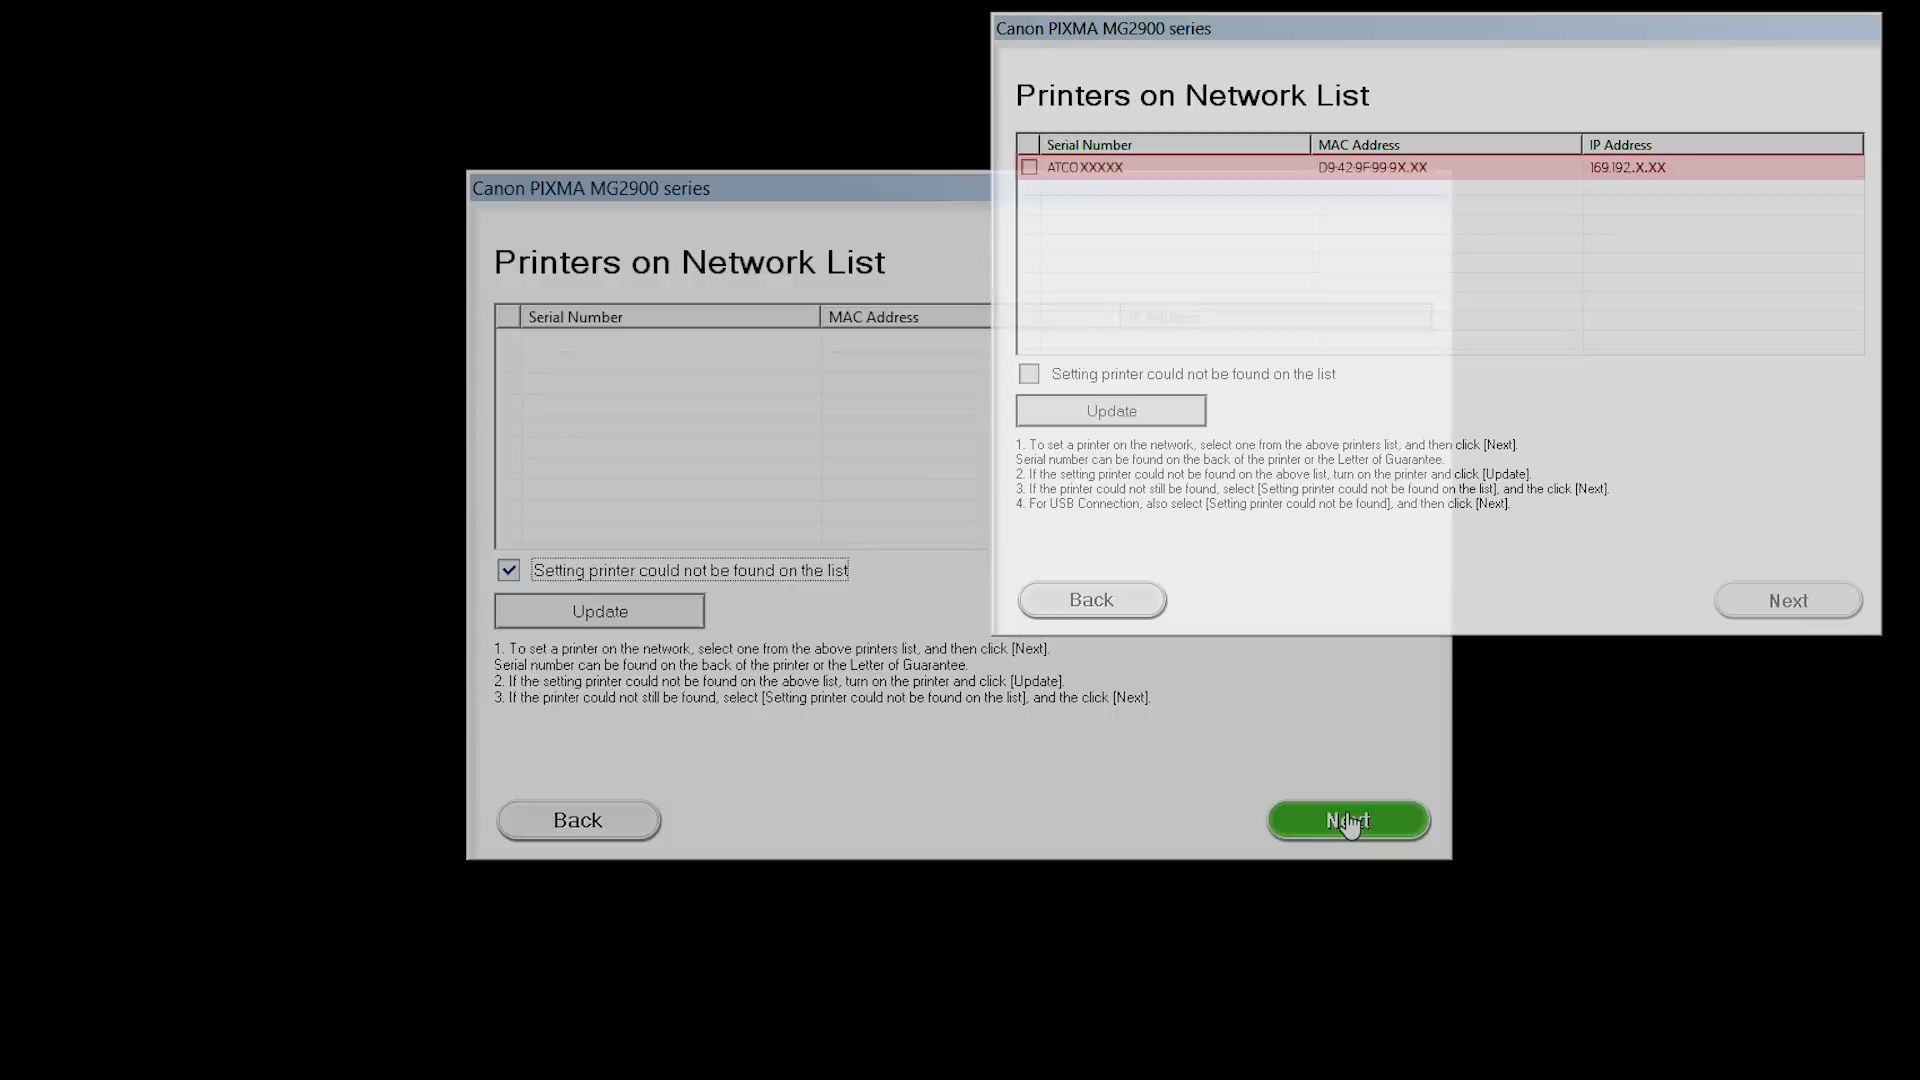 Canon PIXMA MG2900 series
Printers on Network List
Serial Number MAC Address IP Address
ATCOXXXXX D9:42:9F:99:9X.XX 169.192.X.XX
Setting printer could not be found on the list
Update
1. To set a printer on the network, select one from the above printers list, and then click [Next].
Serial number can be found on the back of the printer or the Letter of Guarantee.
2. If the setting printer could not be found on the above list, turn on the printer and click [Update].
3. If the printer could not still be found, select [Setting printer could not be found on the list], and the click [Next].
4. For USB Connection, also select [Setting printer could not be found], and then click [Next].
Back Next
Canon PIXMA MG2900 series
Printers on Network List
Serial Number MAC Address IP Address
Setting printer could not be found on the list
Update
1. To set a printer on the network, select one from the above printers list, and then click [Next].
Serial number can be found on the back of the printer or the Letter of Guarantee.
2. If the setting printer could not be found on the above list, turn on the printer and click [Update].
3. If the printer could not still be found, select [Setting printer could not be found on the list], and the click [Next].
Back Next